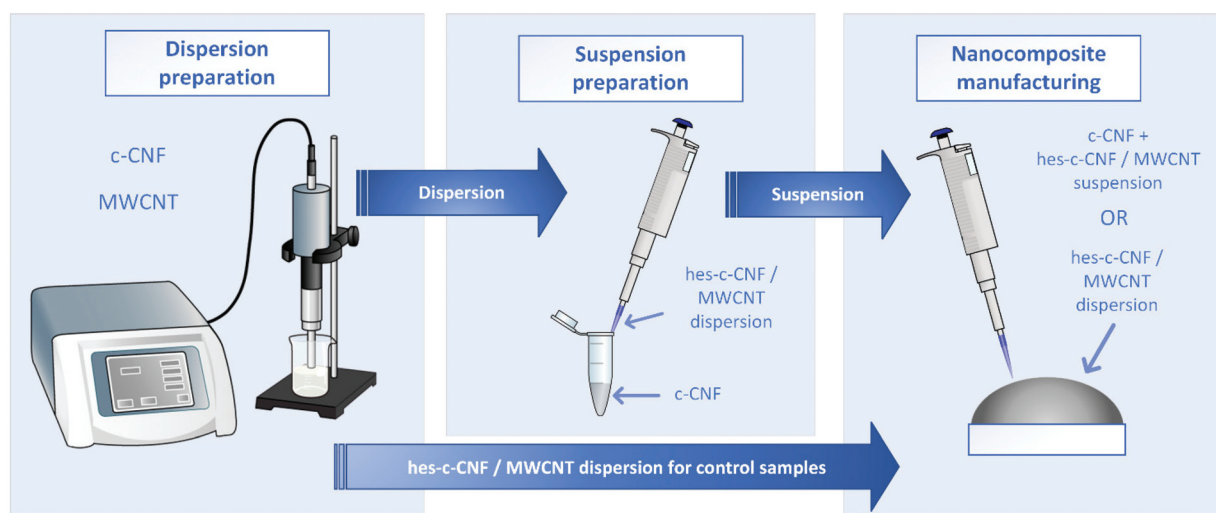 Dispersion
preparation
c-CNF
MWCNT
Dispersion
Suspension
preparation
hes-c-CNF /
MWCNT
dispersion
c-CNF
Suspension
Nanocomposite
manufacturing
c-CNF +
hes-c-CNF / MWCNT
suspension
OR
hes-c-CNF /
MWCNT
dispersion
hes-c-CNF / MWCNT dispersion for control samples